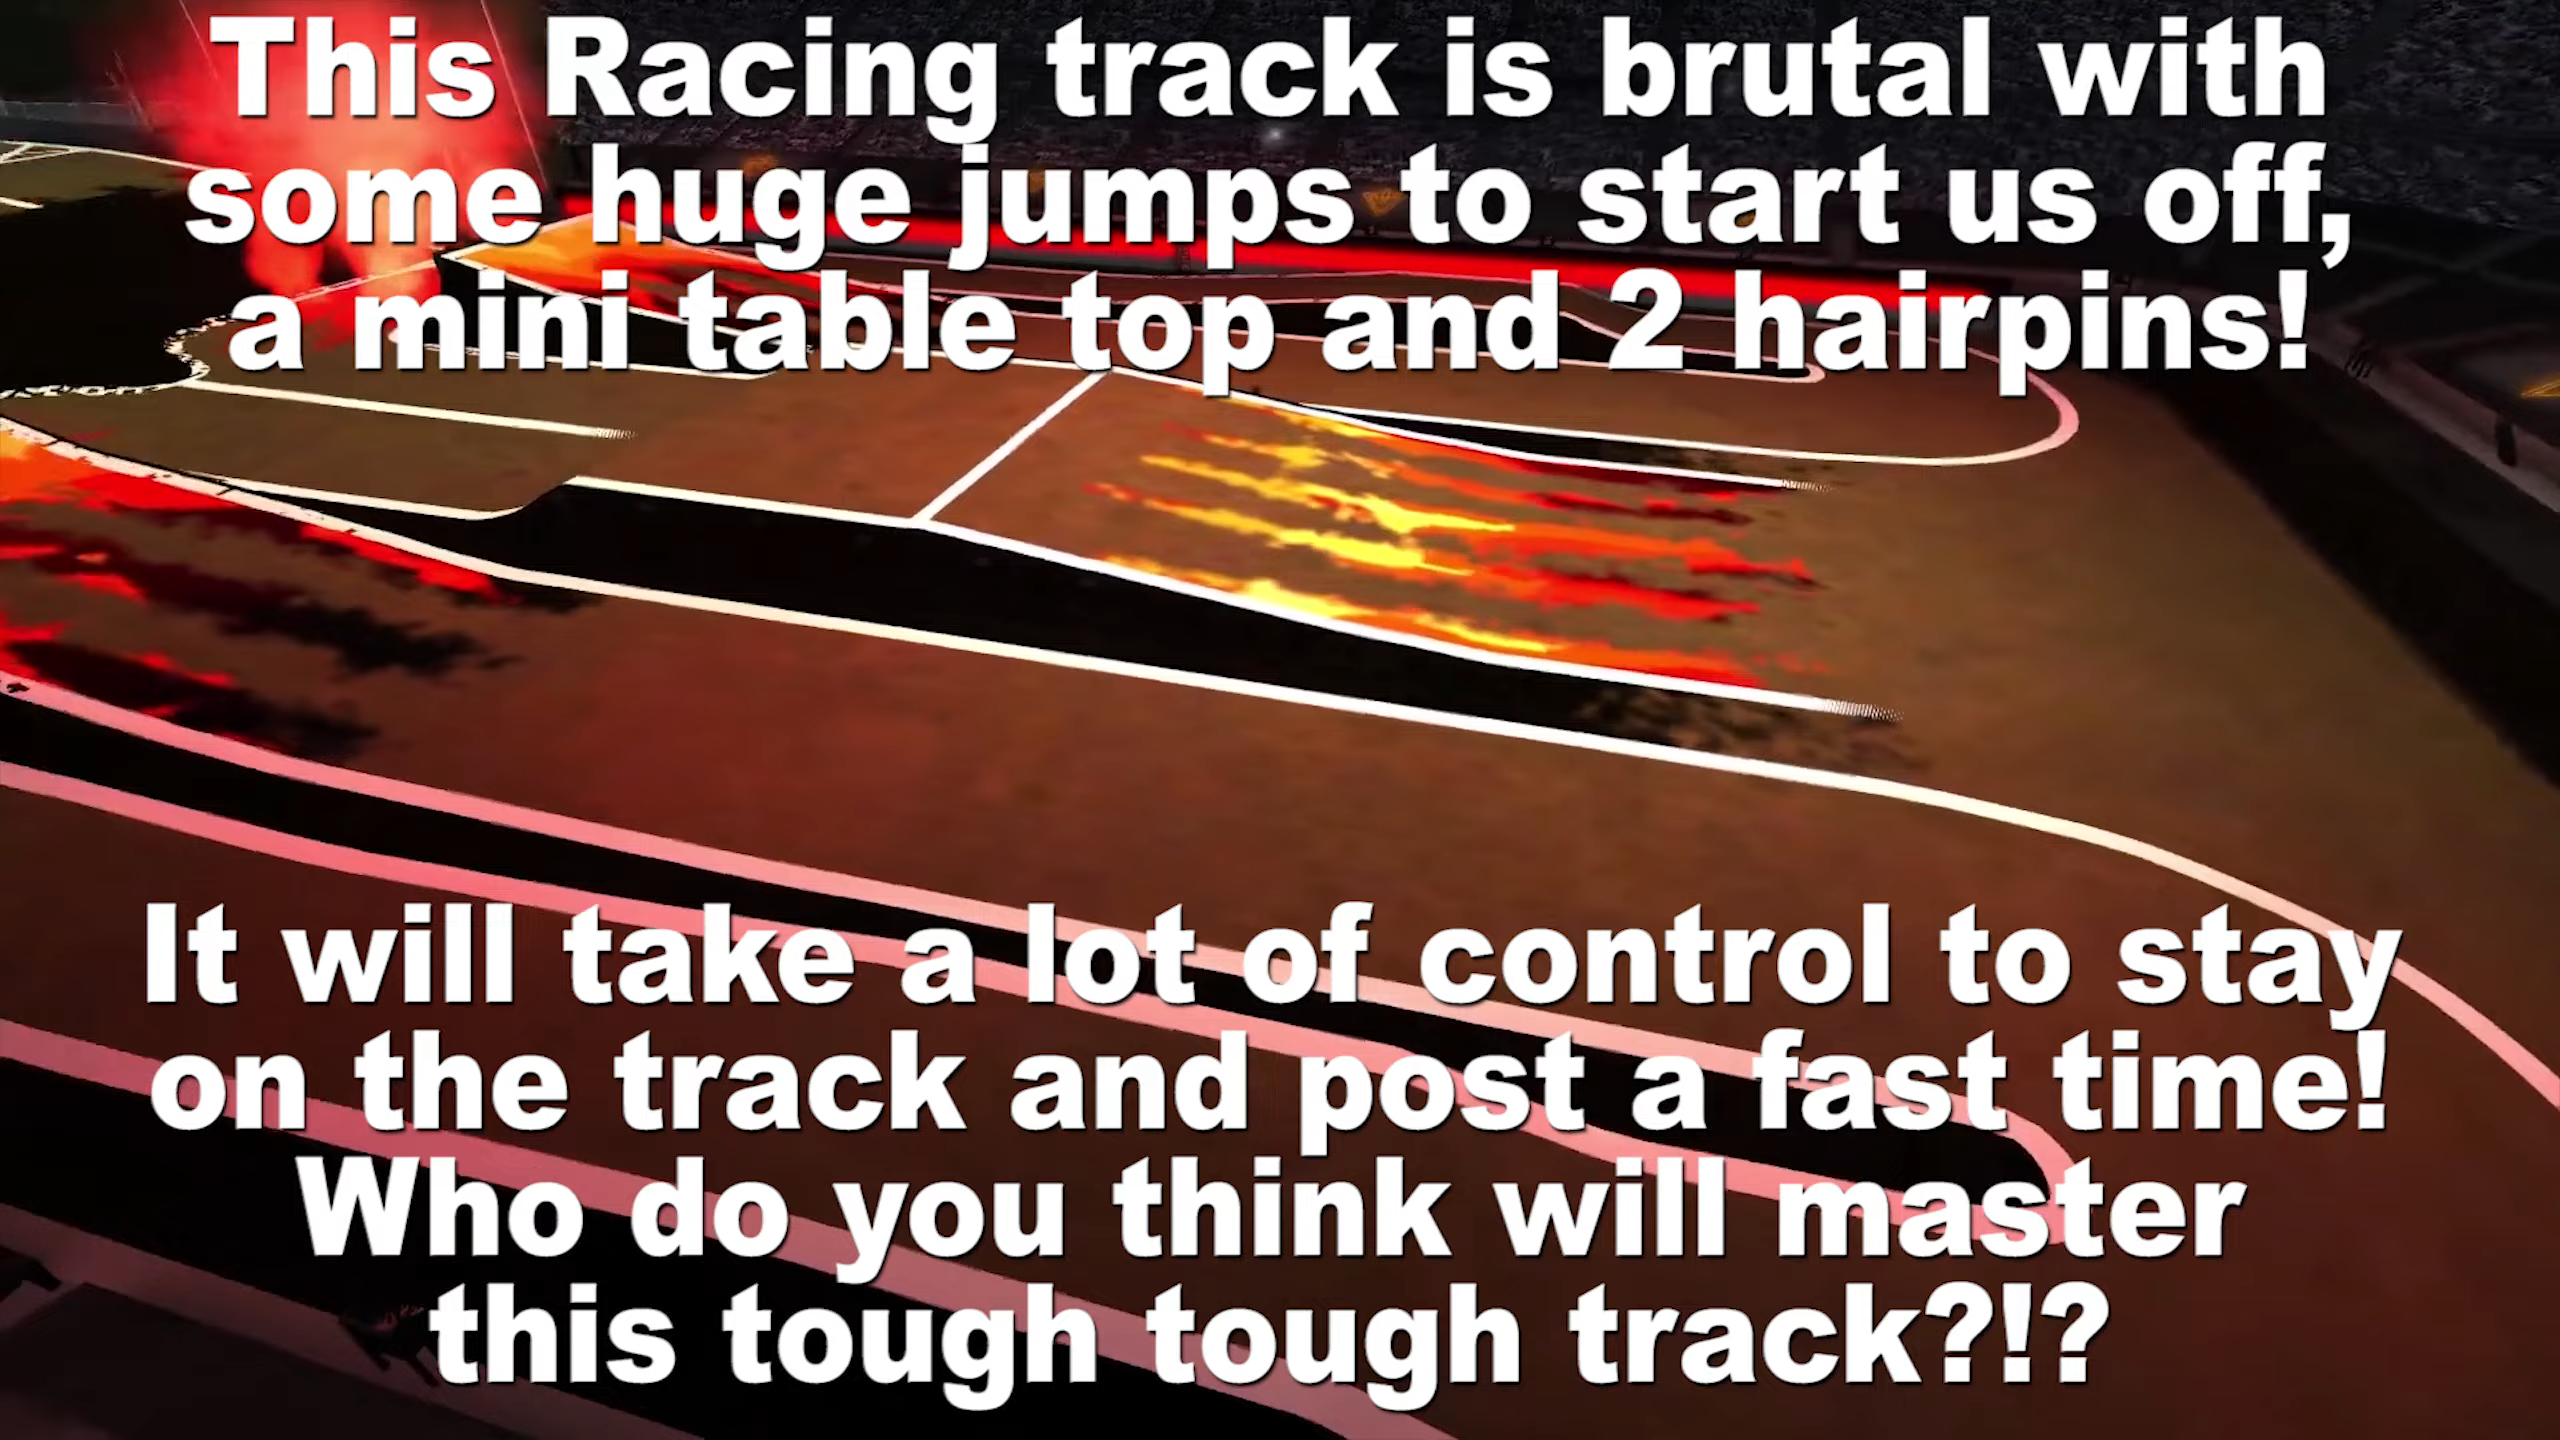 This Racing track is brutal with
some huge jumps to start us off,
a mini table top and 2 hairpins!
It will take a lot of control to stay
on the track and post a fast time!
Who do you think will master
this tough tough track?!?